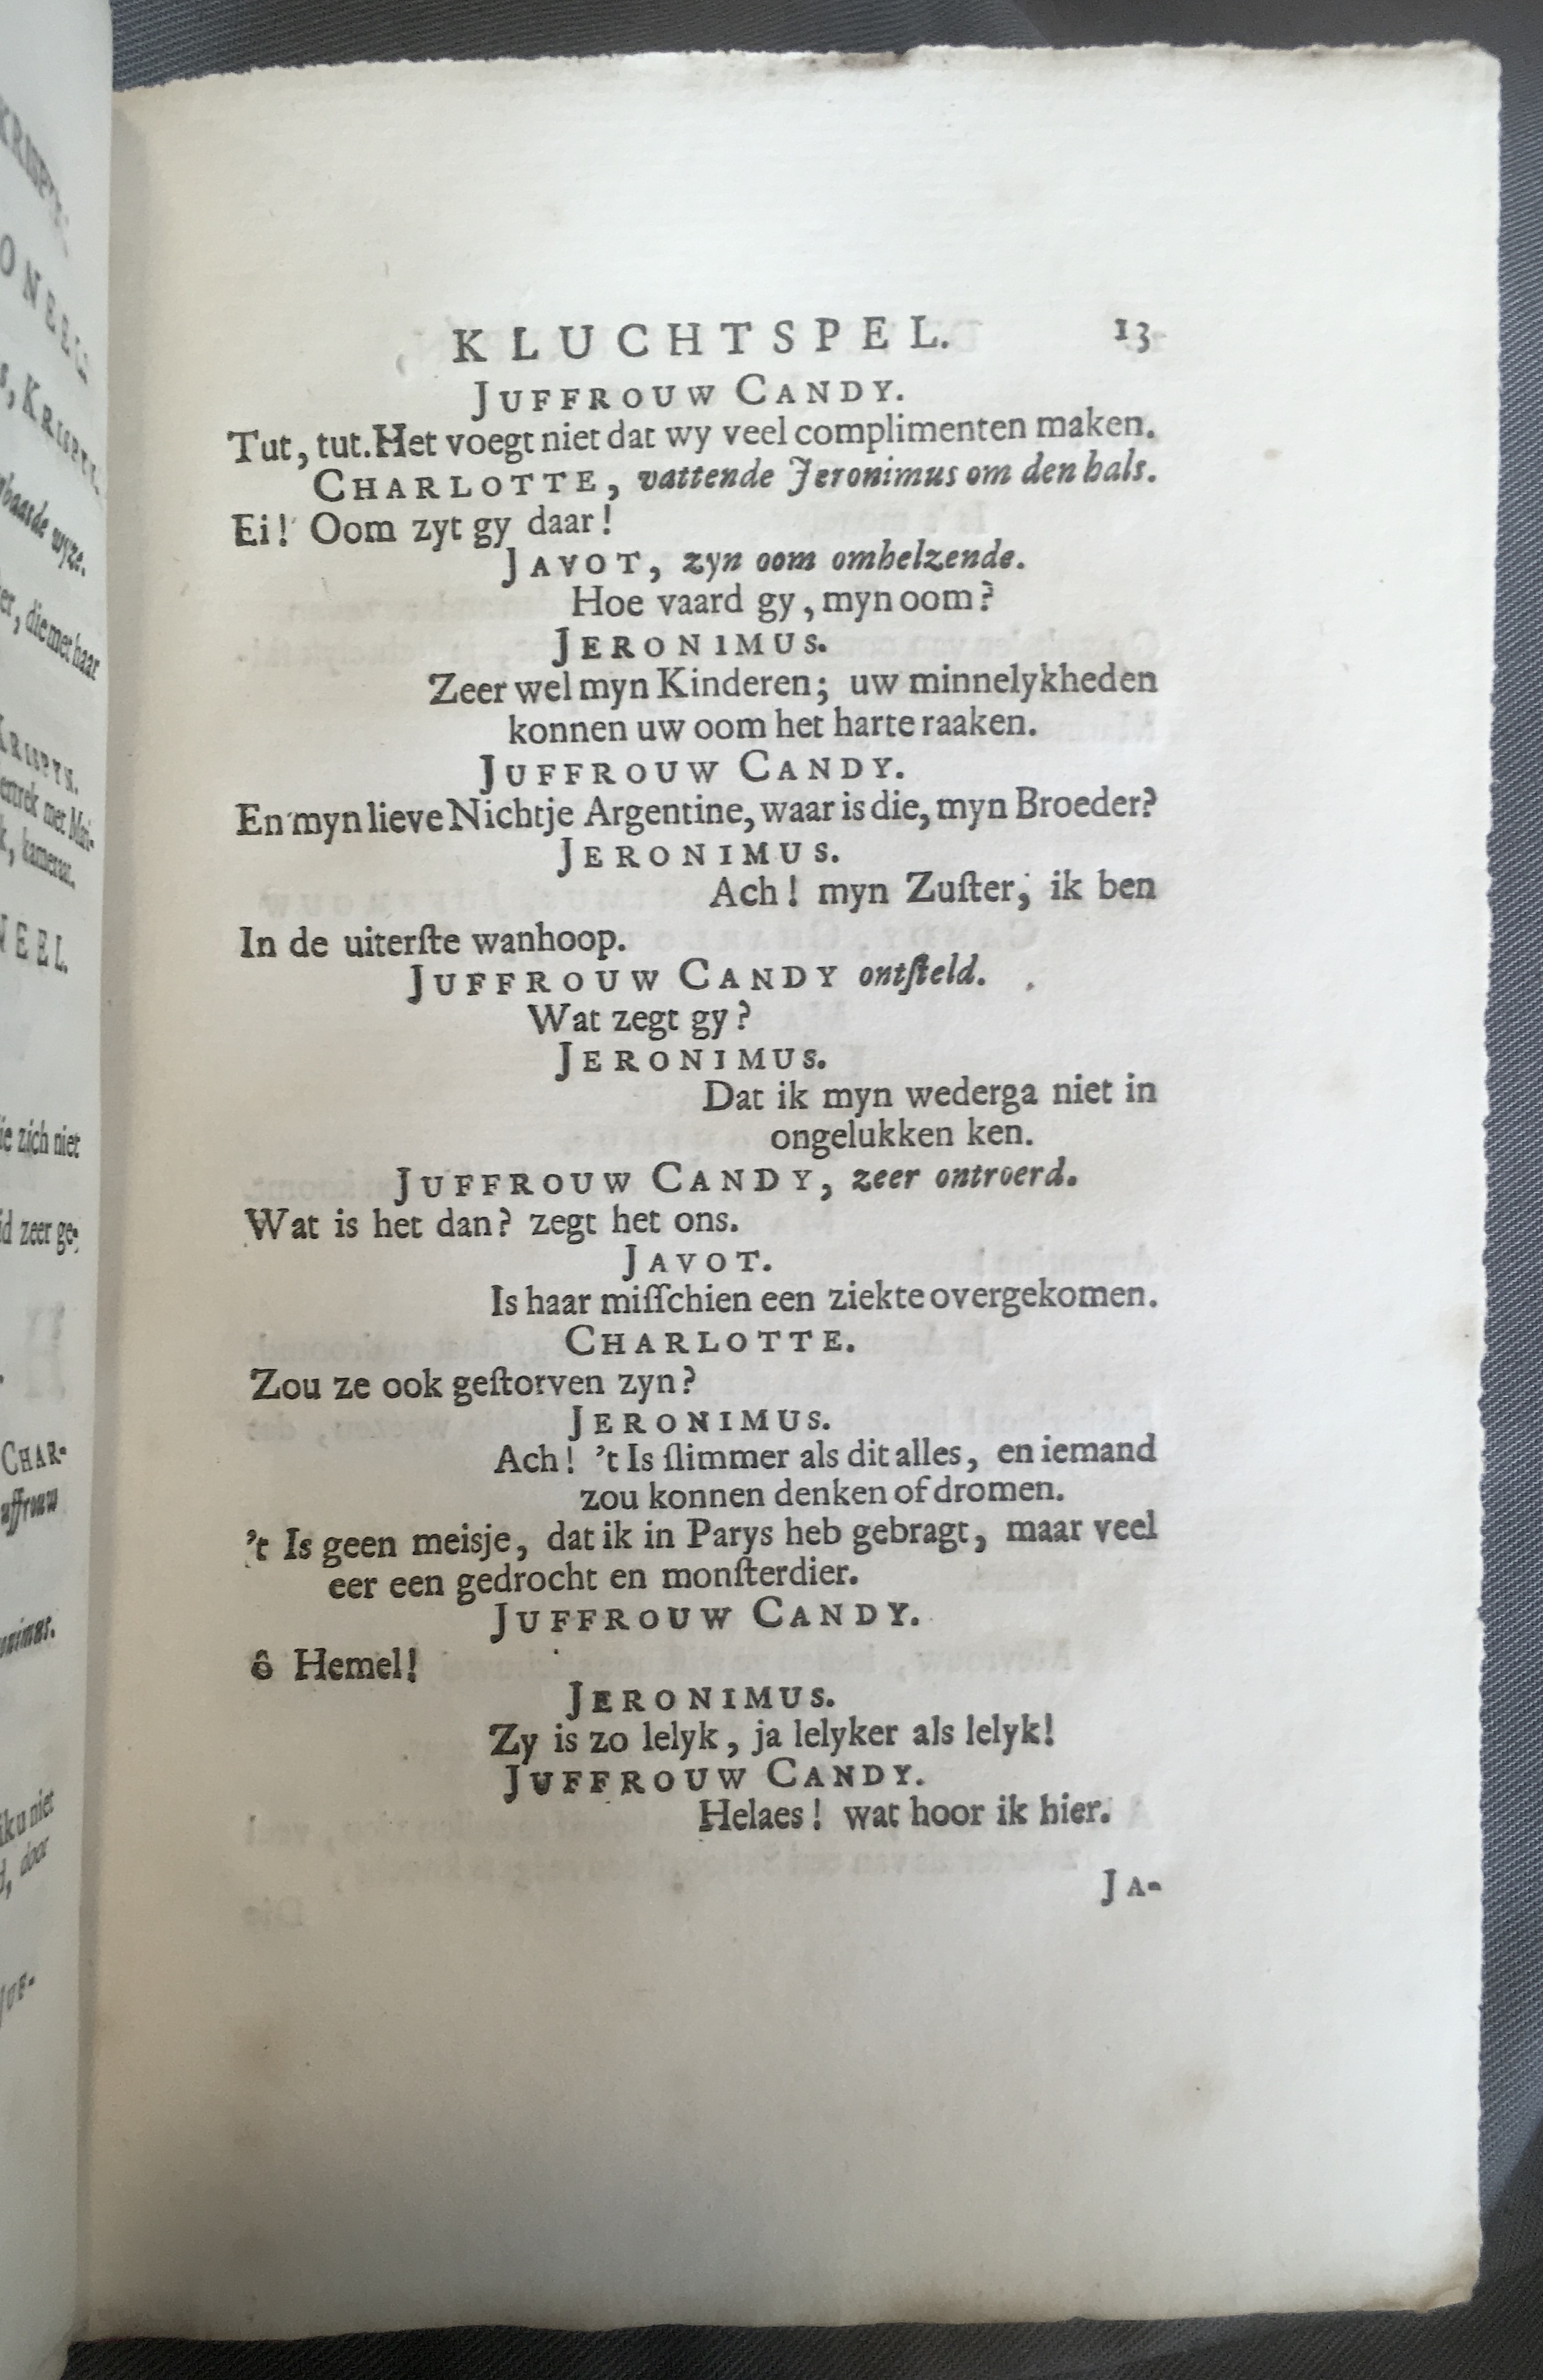 KLUCHTSPEL. 13
JUFFROUW CANDY.
Tut, tut. Het voegt niet dat wy veel complimenten maken.
CHARLOTTE, vattende Jeronimus om den hals.
Ei! Oom zyt gy daar!
JAVOT, zyn oom omhelzende.
Hoe vaard gy, myn oom?
JERONIMUS.
Zeer wel myn Kinderen; uw minnelykheden
konnen uw oom het harte raaken.
JUFFROUW CANDY.
En myn lieve Nichtje Argentine, waar is die, myn Broeder?
JERONIMUS.
Ach! myn Zuſter, ik ben
In de uiterſte wanhoop.
JUFFROUW CANDY ontſteld.
Wat zegt gy?
JERONIMUS.
Dat ik myn wederga niet in
ongelukken ken.
JUFFROUW CANDY, zeer ontroerd.
Wat is het dan? zegt het ons.
JAVOT.
Is haar miſſchien een ziekte overgekomen.
CHARLOTTE.
Zou ze ook geſtorven zyn?
JERONIMUS.
Ach! 't Is ſlimmer als dit alles, en iemand
zou konnen denken of dromen.
't Is geen meisje, dat ik in Parys heb gebragt, maar veel
eer een gedrocht en monſterdier.
JUFFROUW CANDY.
ô Hemel!
JERONIMUS.
Zy is zo lelyk, ja lelyker als lelyk!
JUFFROUW CANDY.
Helaes! wat hoor ik hier.
JA-